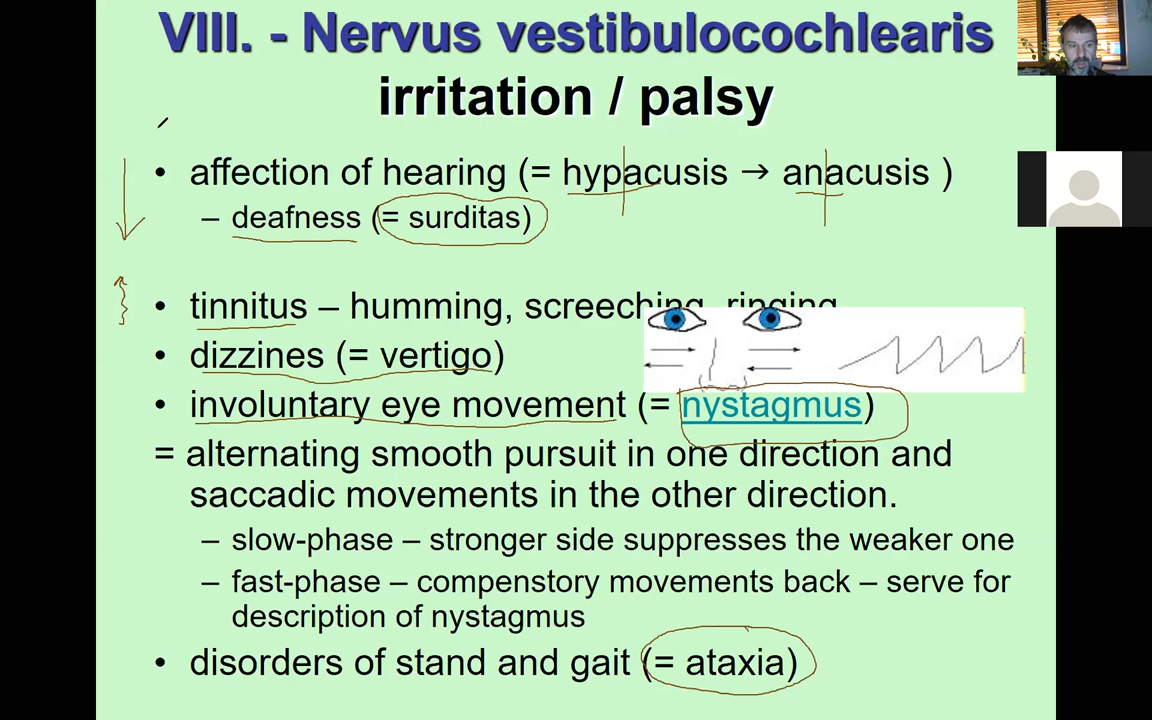 VIII. - Nervus vestibulocochlearis
irritation / palsy
• affection of hearing (= hypacusis → anacusis )
– deafness (= surditas)
• tinnitus – humming, screeching, ringing
• dizzines (= vertigo)
• involuntary eye movement (= nystagmus)
= alternating smooth pursuit in one direction and
saccadic movements in the other direction.
– slow-phase – stronger side suppresses the weaker one
– fast-phase – compenstory movements back – serve for
description of nystagmus
• disorders of stand and gait (= ataxia)